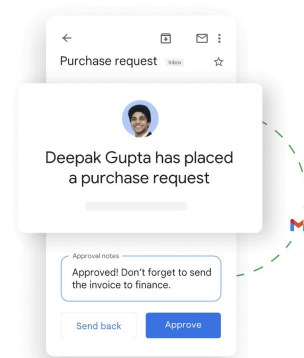 Purchase request Inbox
Deepak Gupta has placed
a purchase request
Approval notes
Approved! Don't forget to send
the invoice to finance.
Send back Approve